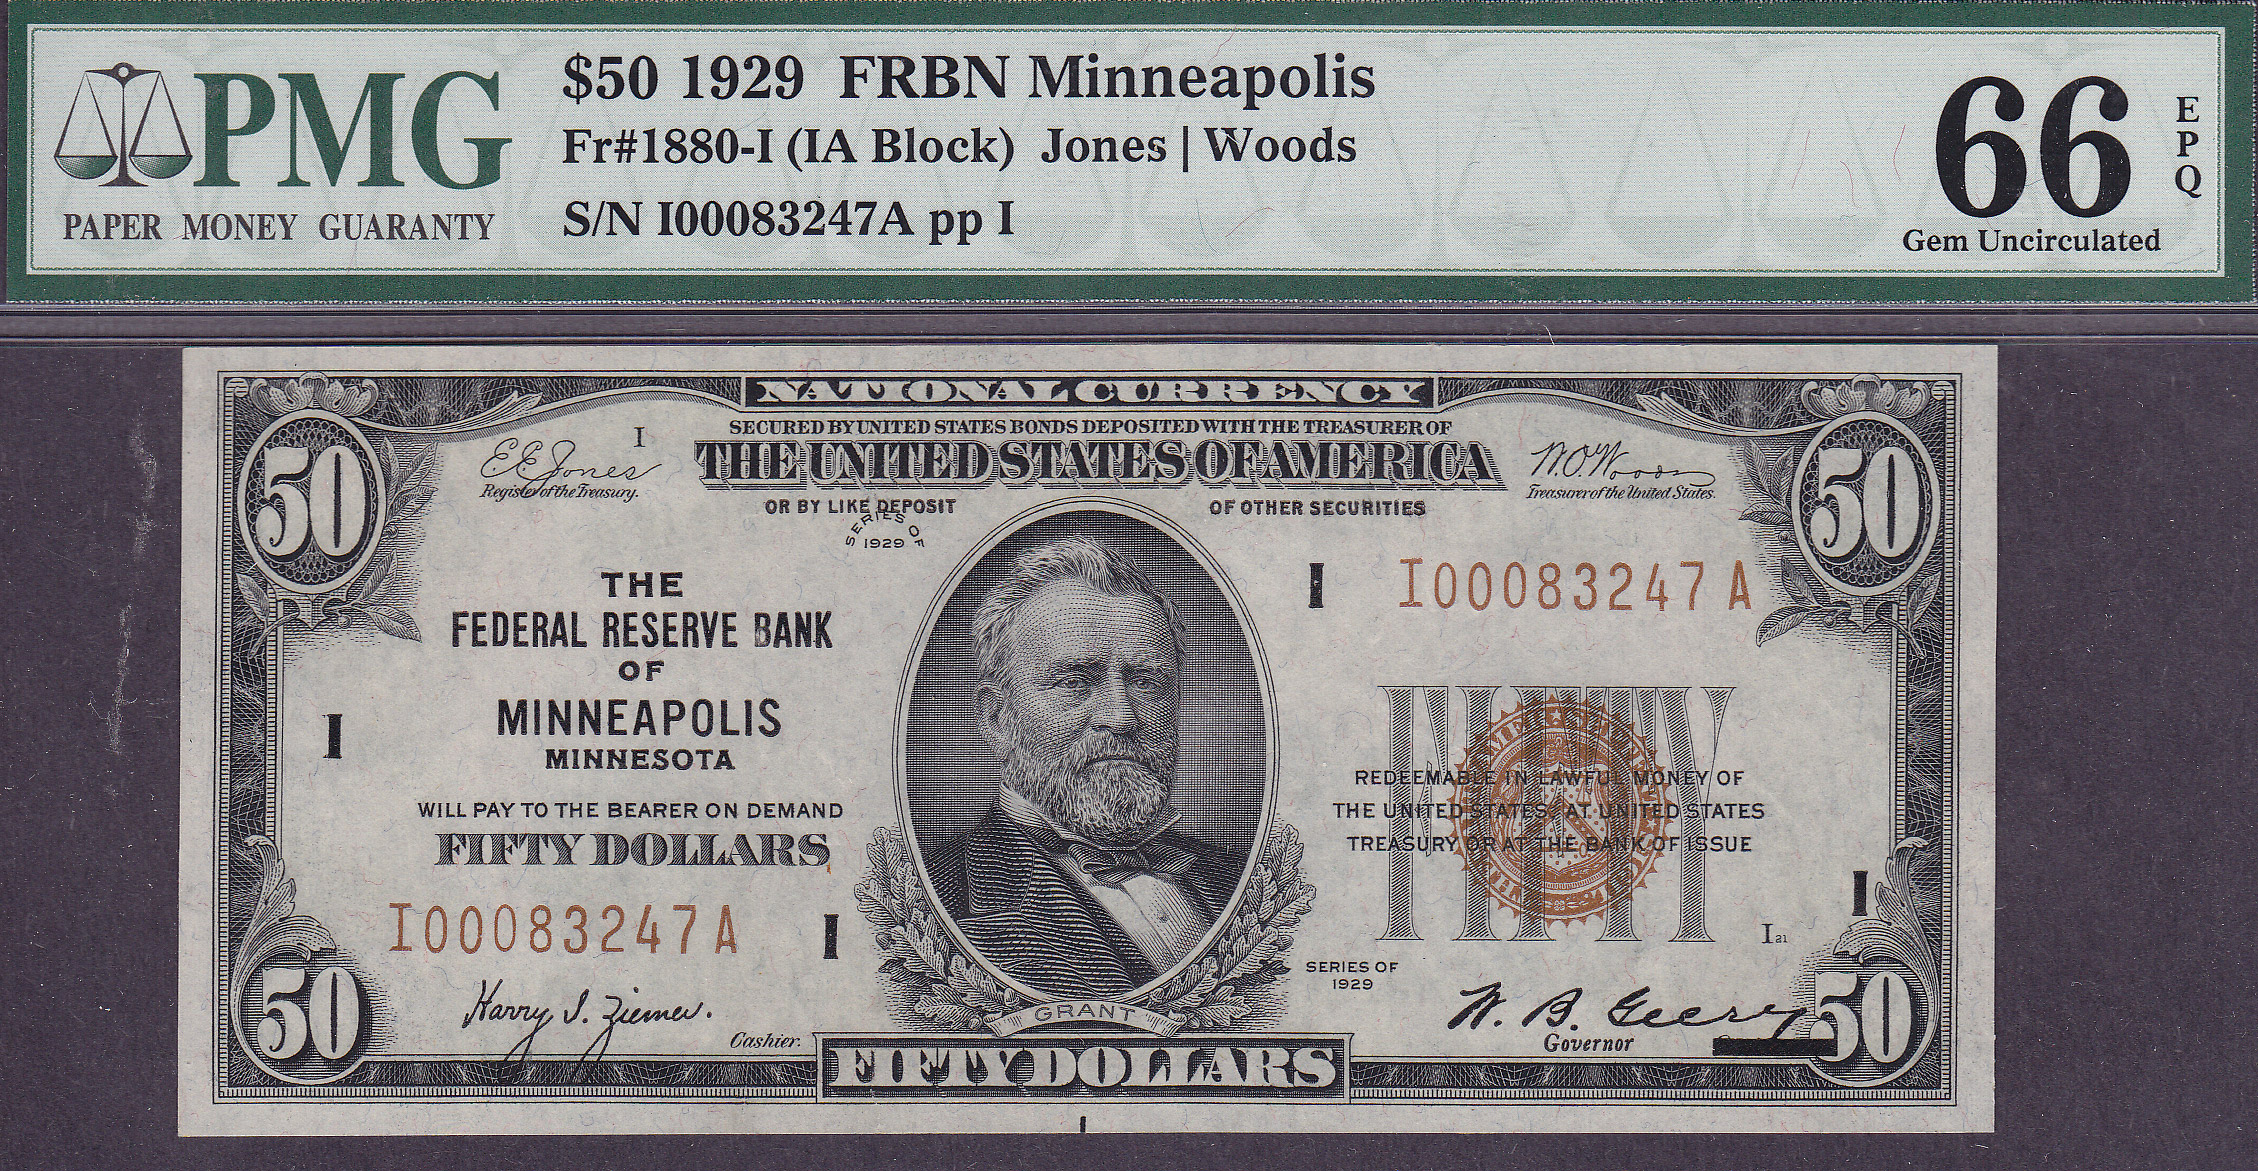 PMG
PAPER MONEY GUARANTY
$50 1929 FRBN Minneapolis
Fr#1880-I (IA Block) Jones | Woods
S/N I00083247A pp I
66
EPQ
Gem Uncirculated
NATIONAL CURRENCY
SECURED BY UNITED STATES BONDS DEPOSITED WITH THE TREASURER OF
THE UNITED STATES OF AMERICA
OR BY LIKE DEPOSIT OF OTHER SECURITIES
50
50
E.E. Jones
I
Register of the Treasury.
W.O. Woods
Treasurer of the United States.
SERIES OF
1929
THE
FEDERAL RESERVE BANK
OF
MINNEAPOLIS
MINNESOTA
I
WILL PAY TO THE BEARER ON DEMAND
FIFTY DOLLARS
I00083247A
I
I
I00083247A
FIFTY
REDEEMABLE IN LAWFUL MONEY OF
THE UNITED STATES, AT UNITED STATES
TREASURY OR AT THE BANK OF ISSUE
I
Ia1
SERIES OF
1929
50
Harry I. Ziemer.
Cashier.
GRANT
FIFTY DOLLARS
W. B. Geery
Governor
50
I